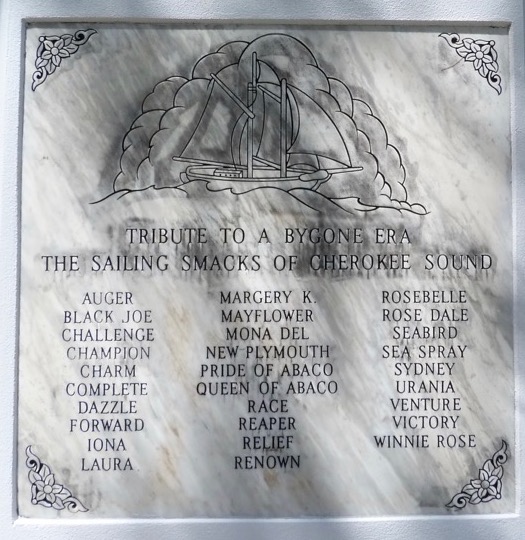 TRIBUTE TO A BYGONE ERA
THE SAILING SMACKS OF CHEROKEE SOUND
AUGER
BLACK JOE
CHALLENGE
CHAMPION
CHARM
COMPLETE
DAZZLE
FORWARD
IONA
LAURA
MARGERY K.
MAYFLOWER
MONA DEL
NEW PLYMOUTH
PRIDE OF ABACO
QUEEN OF ABACO
RACE
REAPER
RELIEF
RENOWN
ROSEBELLE
ROSE DALE
SEABIRD
SEA SPRAY
SYDNEY
URANIA
VENTURE
VICTORY
WINNIE ROSE